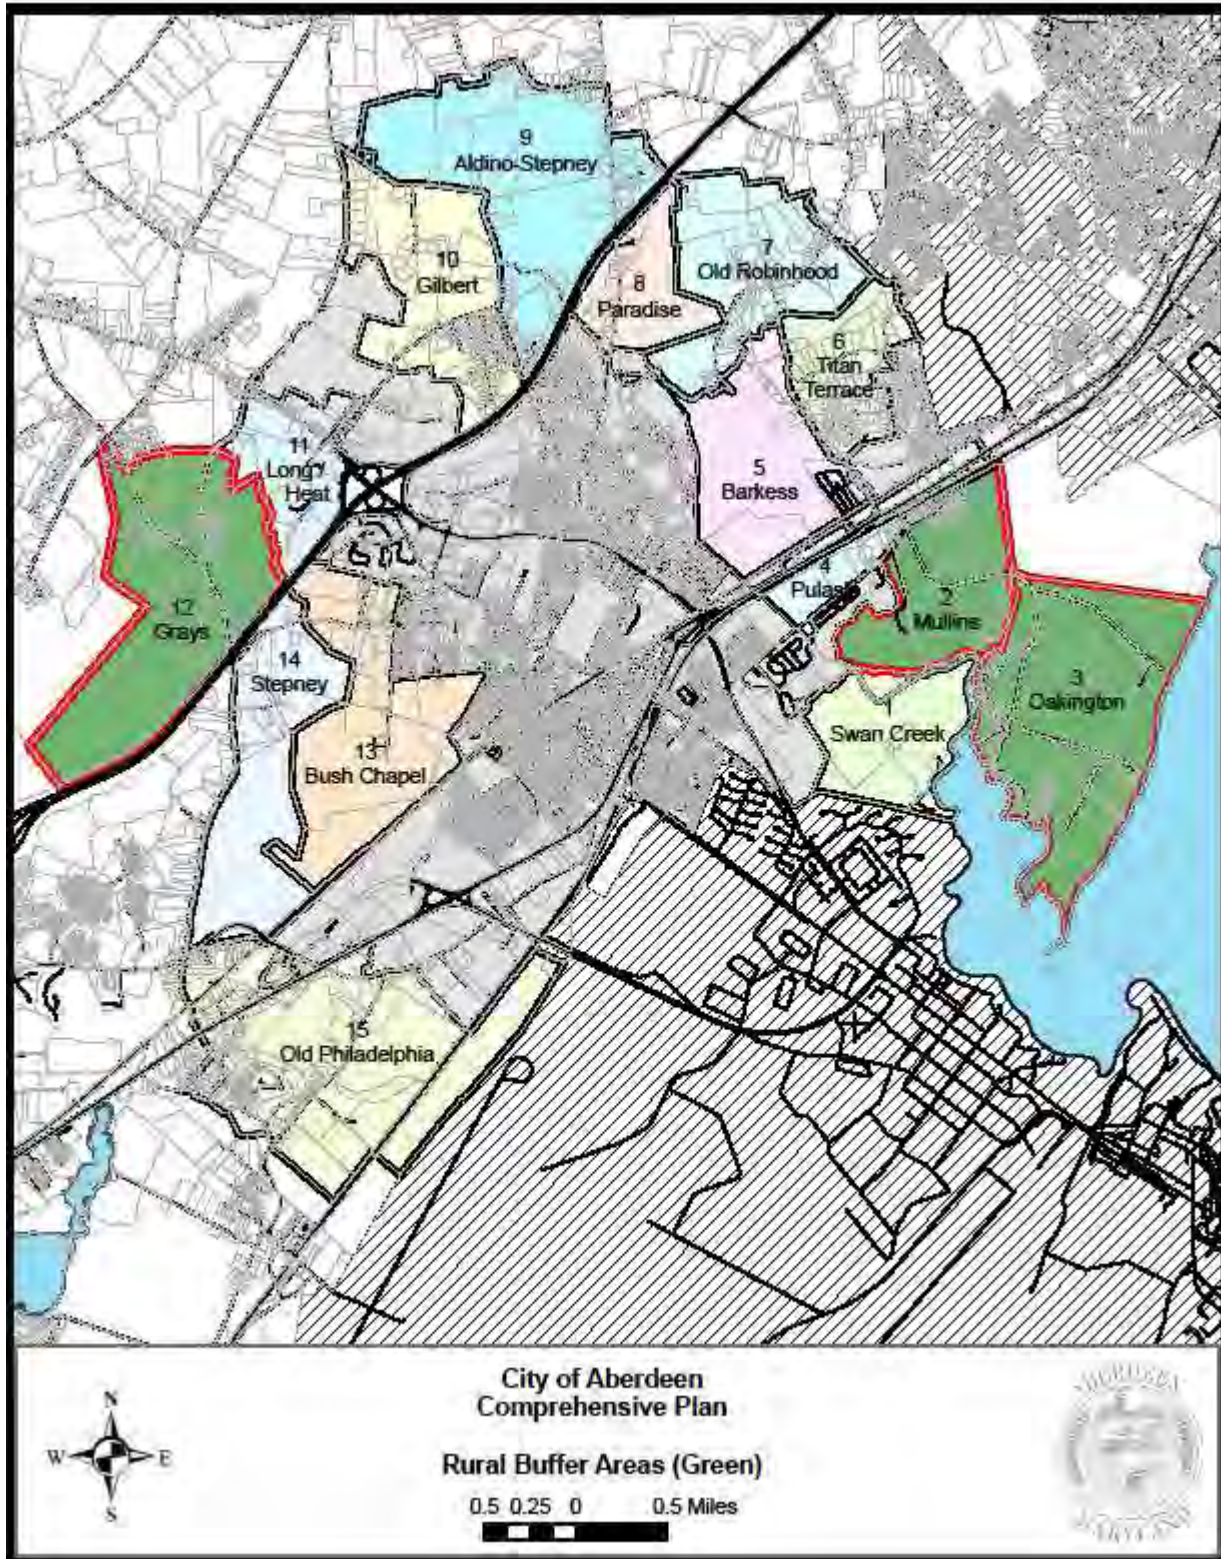 9
Aldino-Stepney
10
Gilbert
7
Old Robinhood
8
Paradise
6
Titan
Terrace
11
Long
Heat
5
Barkess
4
Pulaski
12
Grays
2
Mullins
14
Stepney
3
Oakington
1
Swan Creek
13
Bush Chapel
15
Old Philadelphia
N
W
E
S
City of Aberdeen
Comprehensive Plan
Rural Buffer Areas (Green)
0.5 0.25 0 0.5 Miles
ABERDEEN
MARYLAND